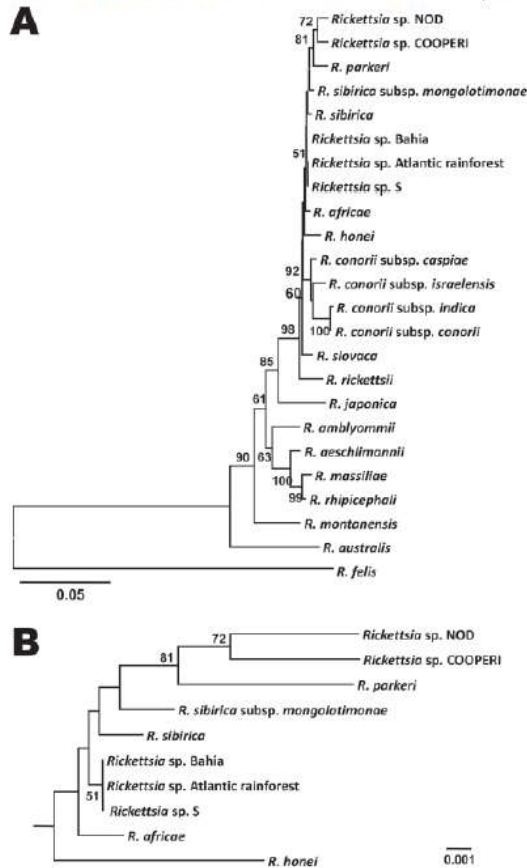 A
Rickettsia sp. NOD
72
81
Rickettsia sp. COOPERI
R. parkeri
R. sibirica subsp. mongolotimonae
R. sibirica
Rickettsia sp. Bahia
51
Rickettsia sp. Atlantic rainforest
Rickettsia sp. S
R. africae
R. honei
R. conorii subsp. caspiae
92
R. conorii subsp. israelensis
60
R. conorii subsp. indica
100
R. conorii subsp. conorii
98
R. slovaca
85
R. rickettsii
61
R. japonica
R. amblyommii
90
63
R. aeschlimannii
100
R. massiliae
99
R. rhipicephali
R. montanensis
R. australis
R. felis
0.05
B
72
Rickettsia sp. NOD
81
Rickettsia sp. COOPERI
R. parkeri
R. sibirica subsp. mongolotimonae
R. sibirica
Rickettsia sp. Bahia
Rickettsia sp. Atlantic rainforest
51
Rickettsia sp. S
R. africae
R. honei
0.001